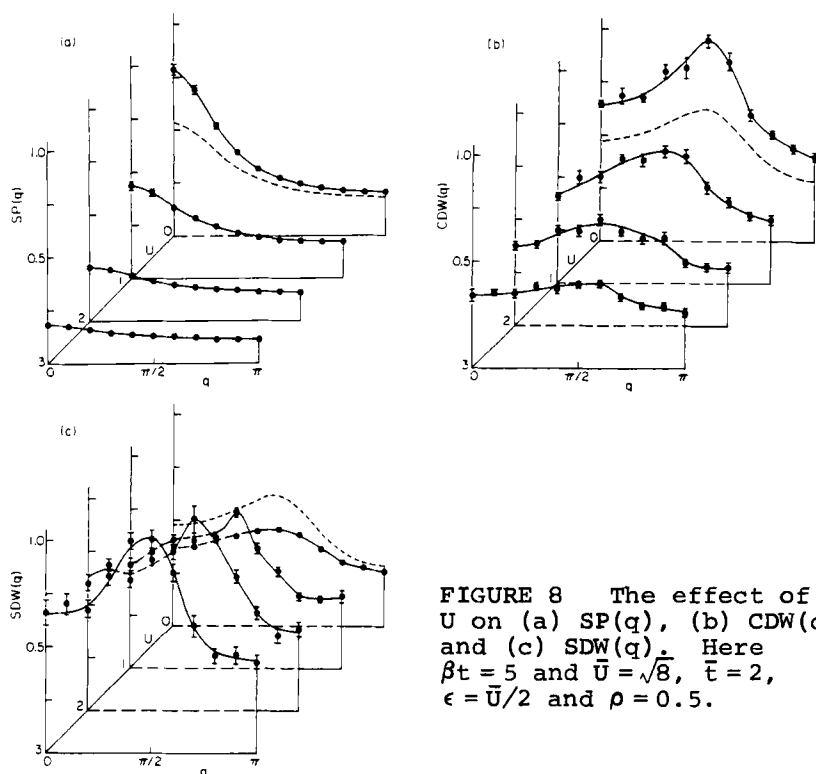 (a)
SP(q)
1.0
0.5
U
0
1
2
3
0
π/2
π
q
(b)
CDW(q)
1.0
0.5
U
0
1
2
3
0
π/2
π
q
(c)
SDW(q)
1.0
0.5
U
0
1
2
3
0
π/2
π
q
FIGURE 8 The effect of
U on (a) SP(q), (b) CDW(q
and (c) SDW(q). Here
βt = 5 and Ū = √8, t̄ = 2,
ϵ = Ū/2 and ρ = 0.5.